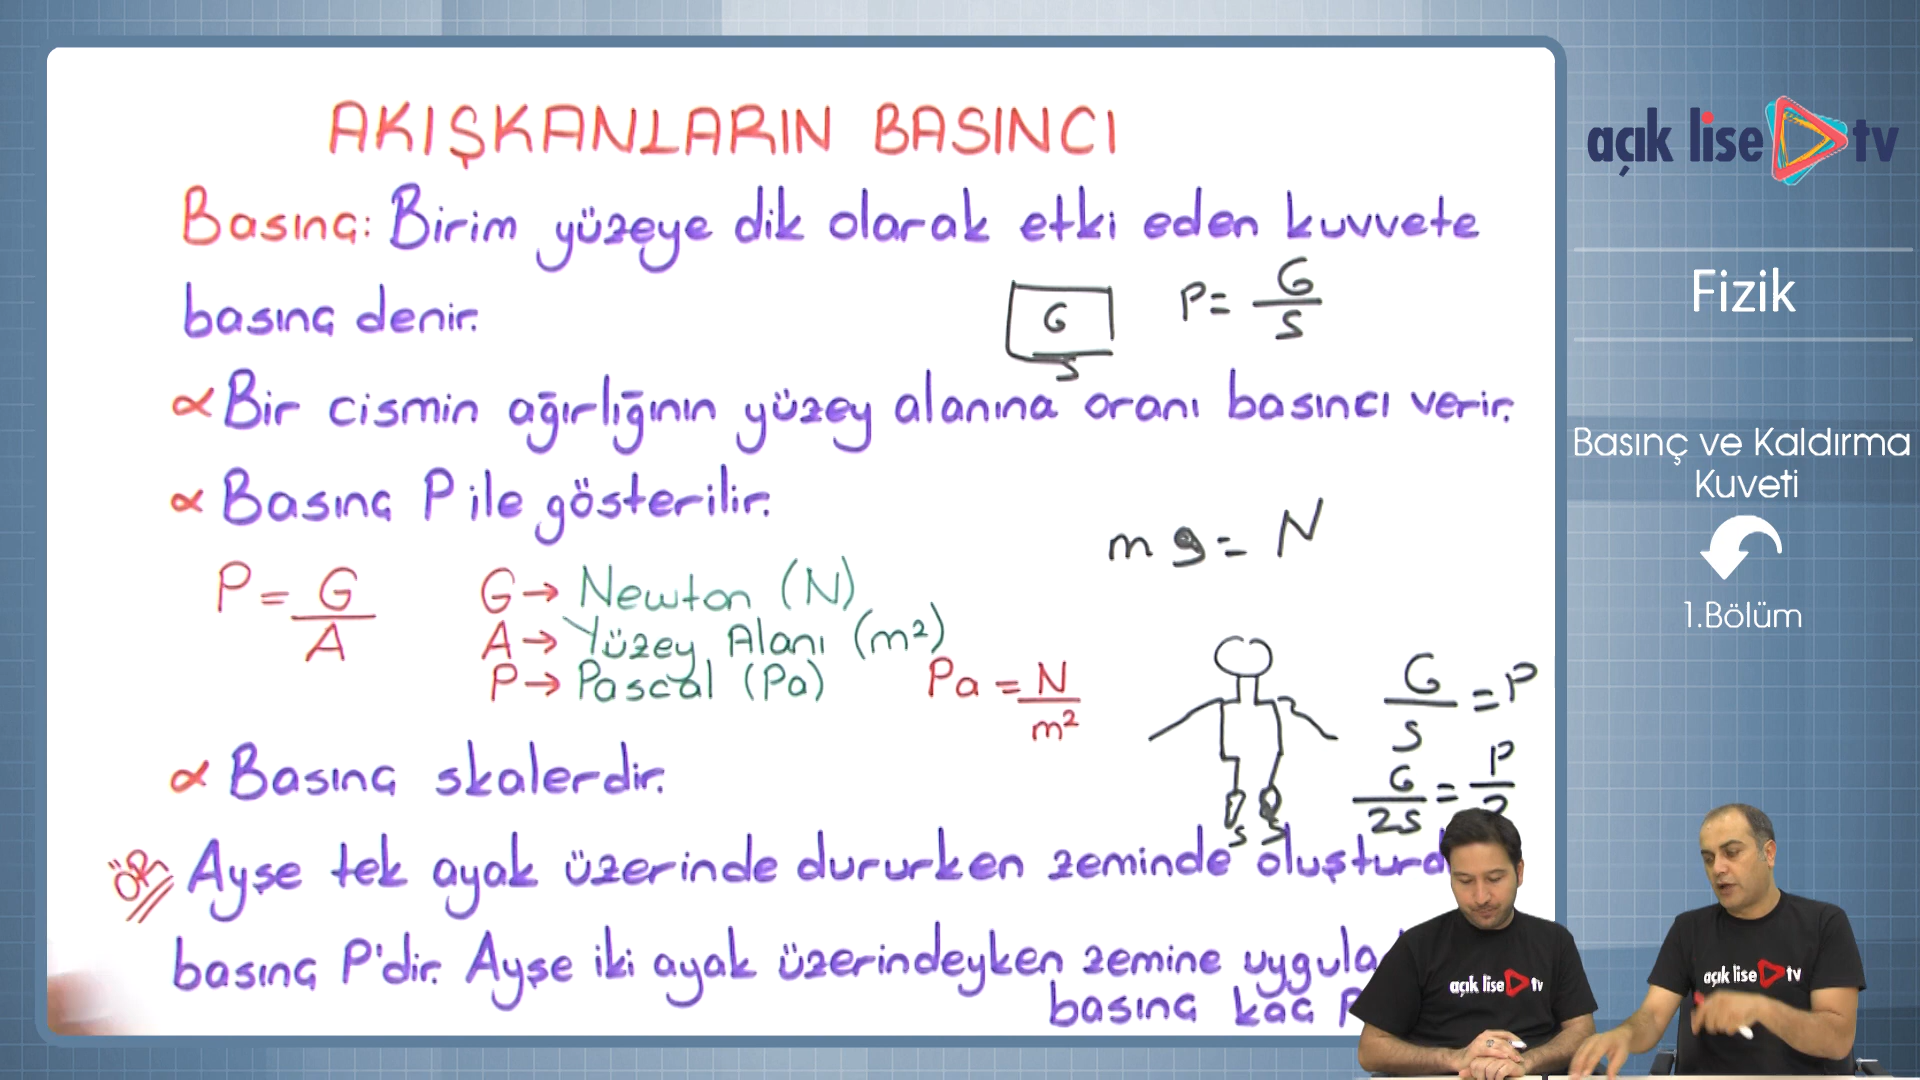 AKIŞKANLARIN BASINCI
Basınç: Birim yüzeye dik olarak etki eden kuvvete
basınç denir.
G
S
P = G/S
∝ Bir cismin ağırlığının yüzey alanına oranı basıncı verir.
∝ Basınç P ile gösterilir.
m g = N
P = G/A
G → Newton (N)
A → Yüzey Alanı (m²)
P → Pascal (Pa)
Pa = N/m²
G/S = P
G/2S = P/2
S S
∝ Basınç skalerdir.
ÖR Ayşe tek ayak üzerinde dururken zeminde
basınç P'dir. Ayşe iki ayak üzerindeyken zemine
basınç kaç
açık lise tv
Fizik
Basınç ve Kaldırma
Kuveti
1.Bölüm
açık lise tv
açık lise tv